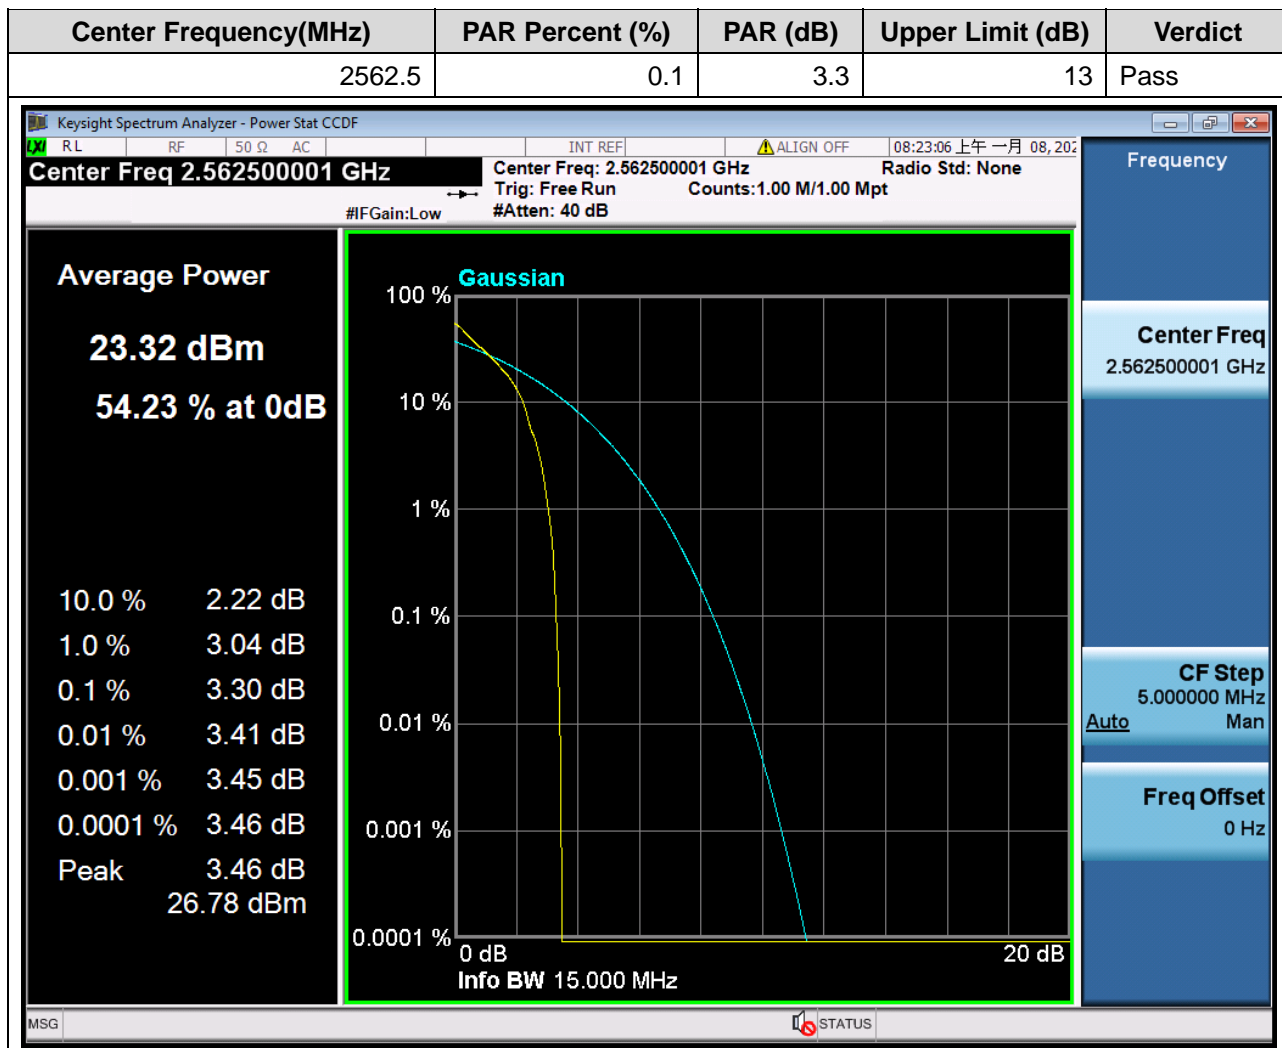 Center Frequency(MHz) PAR Percent (%) PAR (dB) Upper Limit (dB) Verdict
2562.5 0.1 3.3 13 Pass
Keysight Spectrum Analyzer - Power Stat CCDF
LXI RL RF 50 Ω AC INT REF ALIGN OFF 08:23:06 上午 一月 08, 202
Center Freq 2.562500001 GHz
Center Freq: 2.562500001 GHz Radio Std: None
Trig: Free Run Counts:1.00 M/1.00 Mpt
#IFGain:Low #Atten: 40 dB
Average Power
23.32 dBm
54.23 % at 0dB
10.0 % 2.22 dB
1.0 % 3.04 dB
0.1 % 3.30 dB
0.01 % 3.41 dB
0.001 % 3.45 dB
0.0001 % 3.46 dB
Peak 3.46 dB
26.78 dBm
Gaussian
100 %
10 %
1 %
0.1 %
0.01 %
0.001 %
0.0001 %
0 dB 20 dB
Info BW 15.000 MHz
Frequency
Center Freq
2.562500001 GHz
CF Step
5.000000 MHz
Auto Man
Freq Offset
0 Hz
MSG STATUS